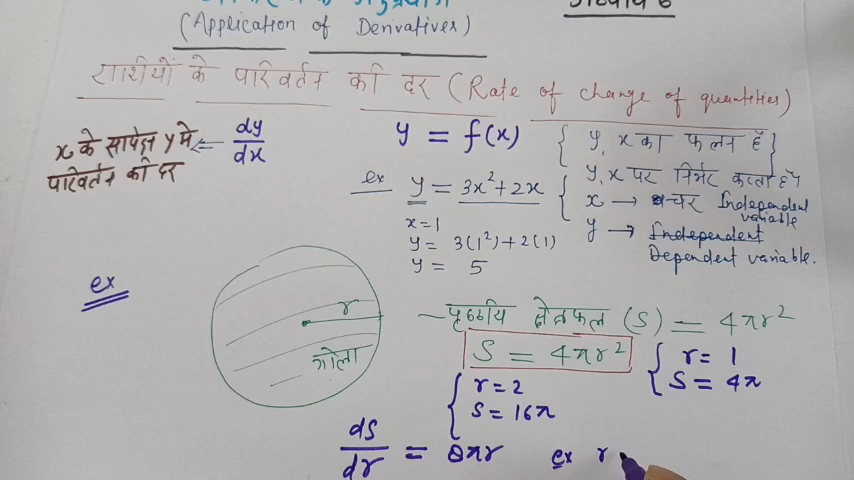 (Application of Derivatives)
राशियों के परिवर्तन की दर (Rate of change of quantities)
x के सापेक्ष y में परिवर्तन की दर ⇐ dy/dx
y = f(x) { y, x का फलन है }
ex y = 3x² + 2x { y, x पर निर्भर करता है।
x → चर Independent variable
x = 1
y = 3(1²) + 2(1)
y → Independent
Dependent variable.
y = 5
ex
r
गोला
पृष्ठीय क्षेत्रफल (S) = 4πr²
S = 4πr²
{ r = 1
S = 4π
{ r = 2
S = 16π
dS/dr = 8πr ex r